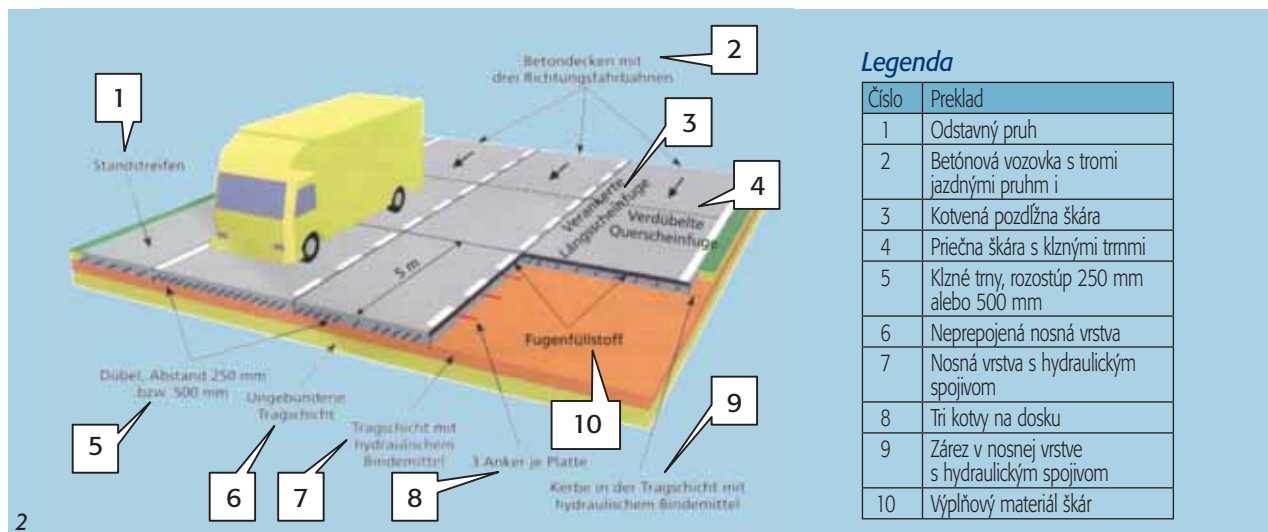 1
Standstreifen
2
Betondecken mit
drei Richtungsfahrbahnen
3
4
Verankerte
Längsscheinfuge
Verdübelte
Querscheinfuge
5 m
Fugenfüllstoff
10
Dübel, Abstand 250 mm
bzw. 500 mm
5
Ungebundene
Tragschicht
6
Tragschicht mit
hydraulischem
Bindemittel
7
3 Anker je Platte
8
9
Kerbe in der Tragschicht mit
hydraulischem Bindemittel
2
Legenda
Číslo Preklad
1 Odstavný pruh
2 Betónová vozovka s tromi
jazdnými pruhm i
3 Kotvená pozdĺžna škára
4 Priečna škára s klznými trrnmi
5 Klzné trny, rozostúp 250 mm
alebo 500 mm
6 Neprepojená nosná vrstva
7 Nosná vrstva s hydraulickým
spojivom
8 Tri kotvy na dosku
9 Zárez v nosnej vrstve
s hydraulickým spojivom
10 Výplňový materiál škár